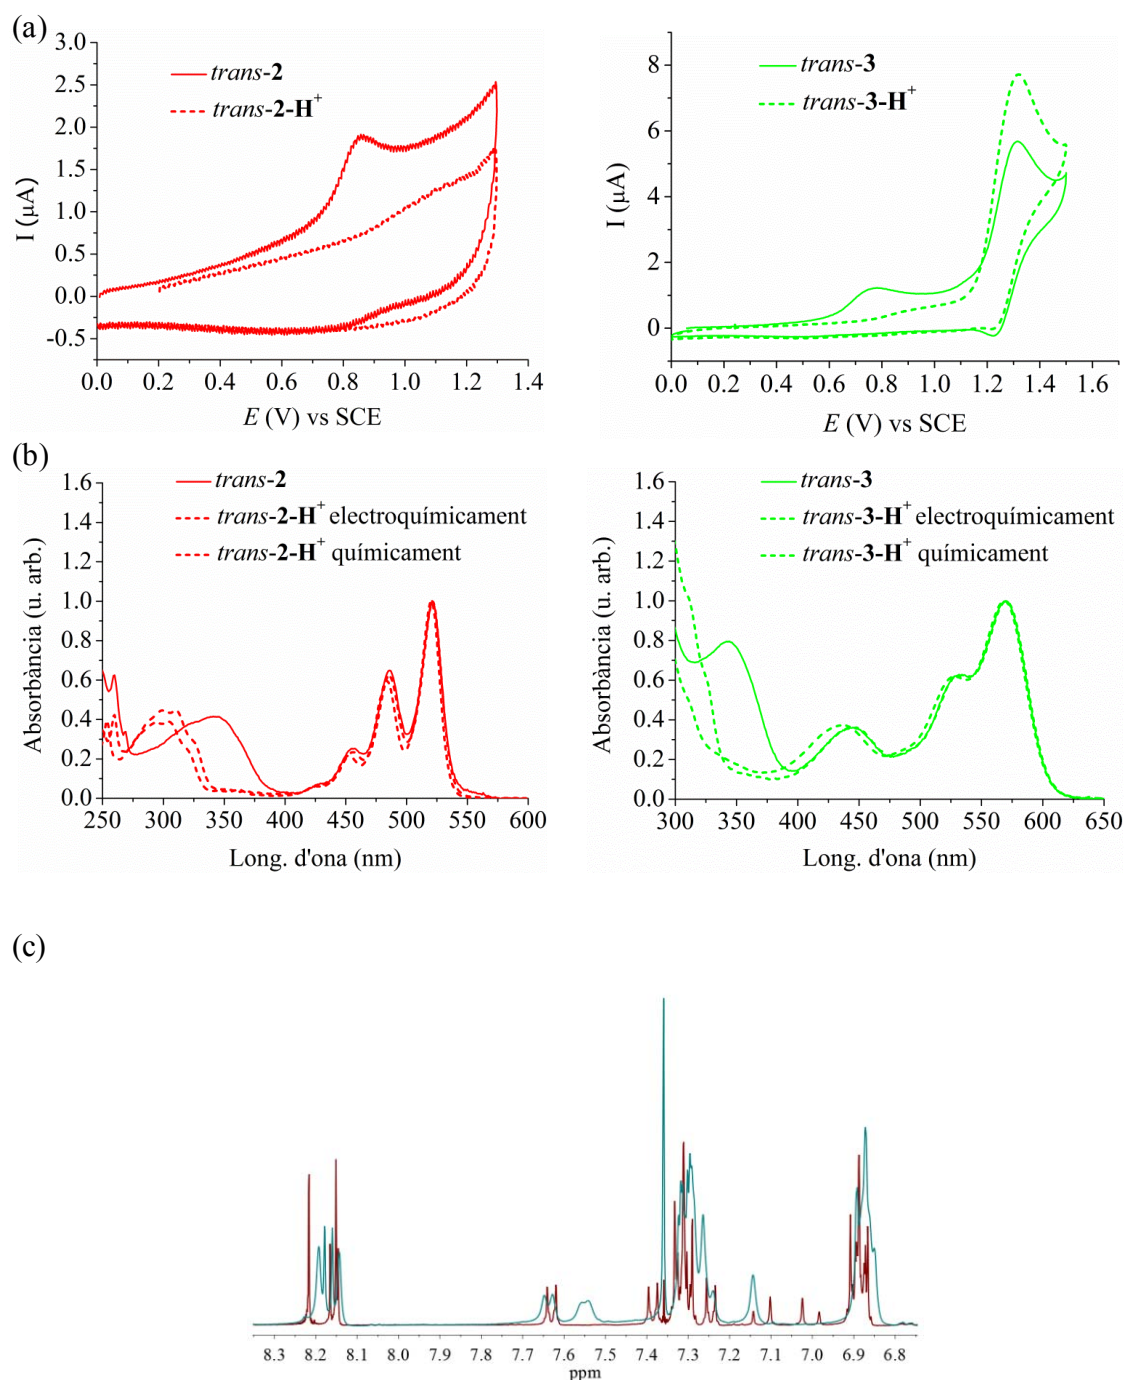 (a)
3.0
2.5
2.0
1.5
1.0
0.5
0.0
-0.5
I (μA)
trans-2
trans-2-H⁺
0.0 0.2 0.4 0.6 0.8 1.0 1.2 1.4
E (V) vs SCE
8
6
4
2
0
I (μA)
trans-3
trans-3-H⁺
0.0 0.2 0.4 0.6 0.8 1.0 1.2 1.4 1.6
E (V) vs SCE
(b)
1.6
1.4
1.2
1.0
0.8
0.6
0.4
0.2
0.0
Absorbància (u. arb.)
trans-2
trans-2-H⁺ electroquímicament
trans-2-H⁺ químicament
250 300 350 400 450 500 550 600
Long. d'ona (nm)
1.6
1.4
1.2
1.0
0.8
0.6
0.4
0.2
0.0
Absorbància (u. arb.)
trans-3
trans-3-H⁺ electroquímicament
trans-3-H⁺ químicament
300 350 400 450 500 550 600 650
Long. d'ona (nm)
(c)
8.3 8.2 8.1 8.0 7.9 7.8 7.7 7.6 7.5 7.4 7.3 7.2 7.1 7.0 6.9 6.8
ppm